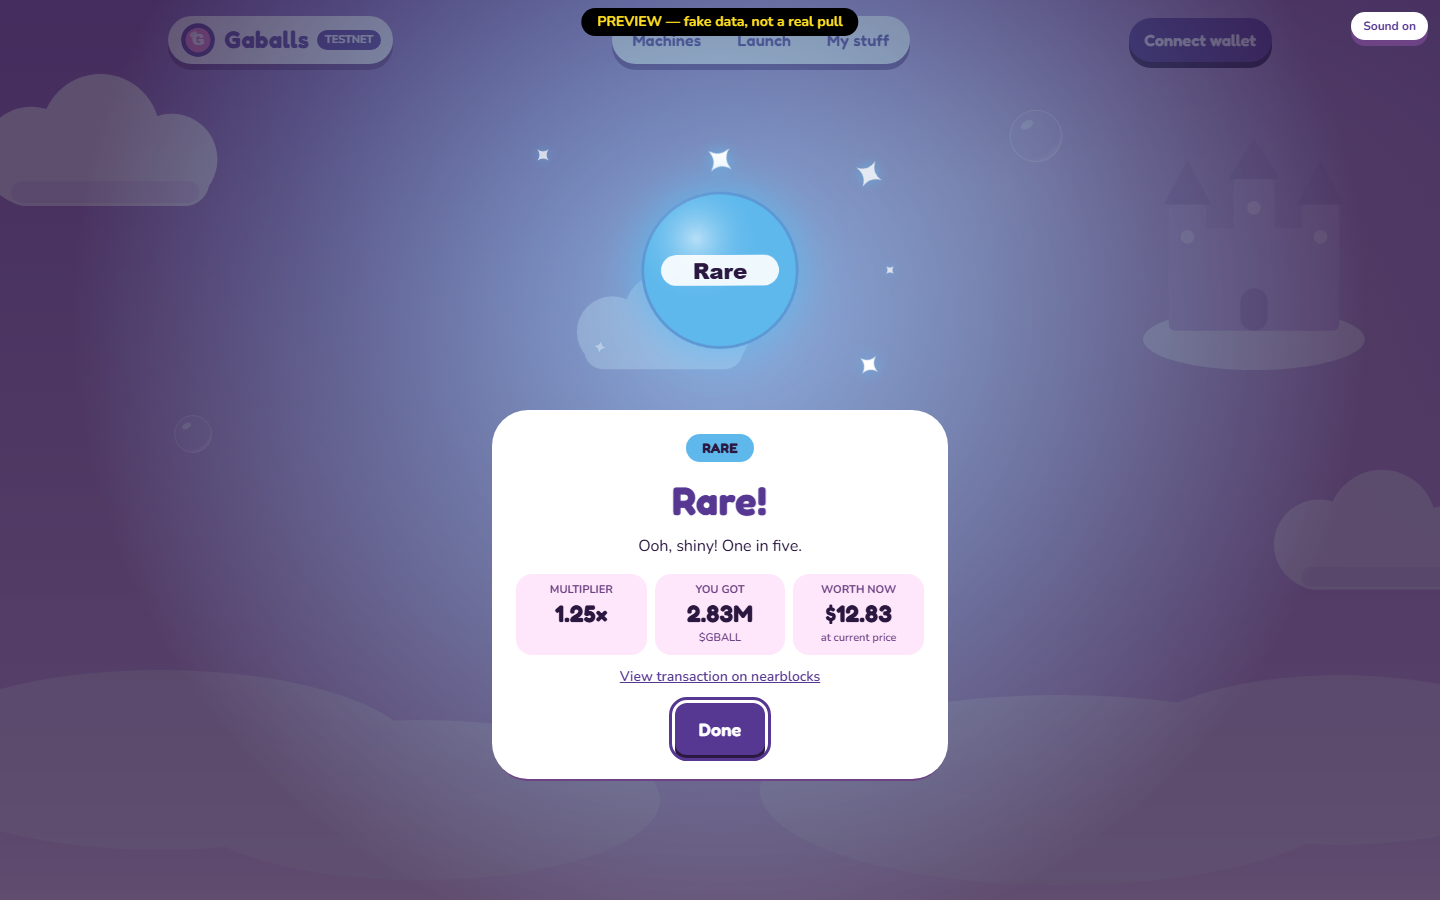 PREVIEW — fake data, not a real pull
Sound on
G Gaballs TESTNET
Machines Launch My stuff
Connect wallet
Rare
RARE
Rare!
Ooh, shiny! One in five.
MULTIPLIER YOU GOT WORTH NOW
1.25× 2.83M $12.83
$GBALL at current price
View transaction on nearblocks
Done